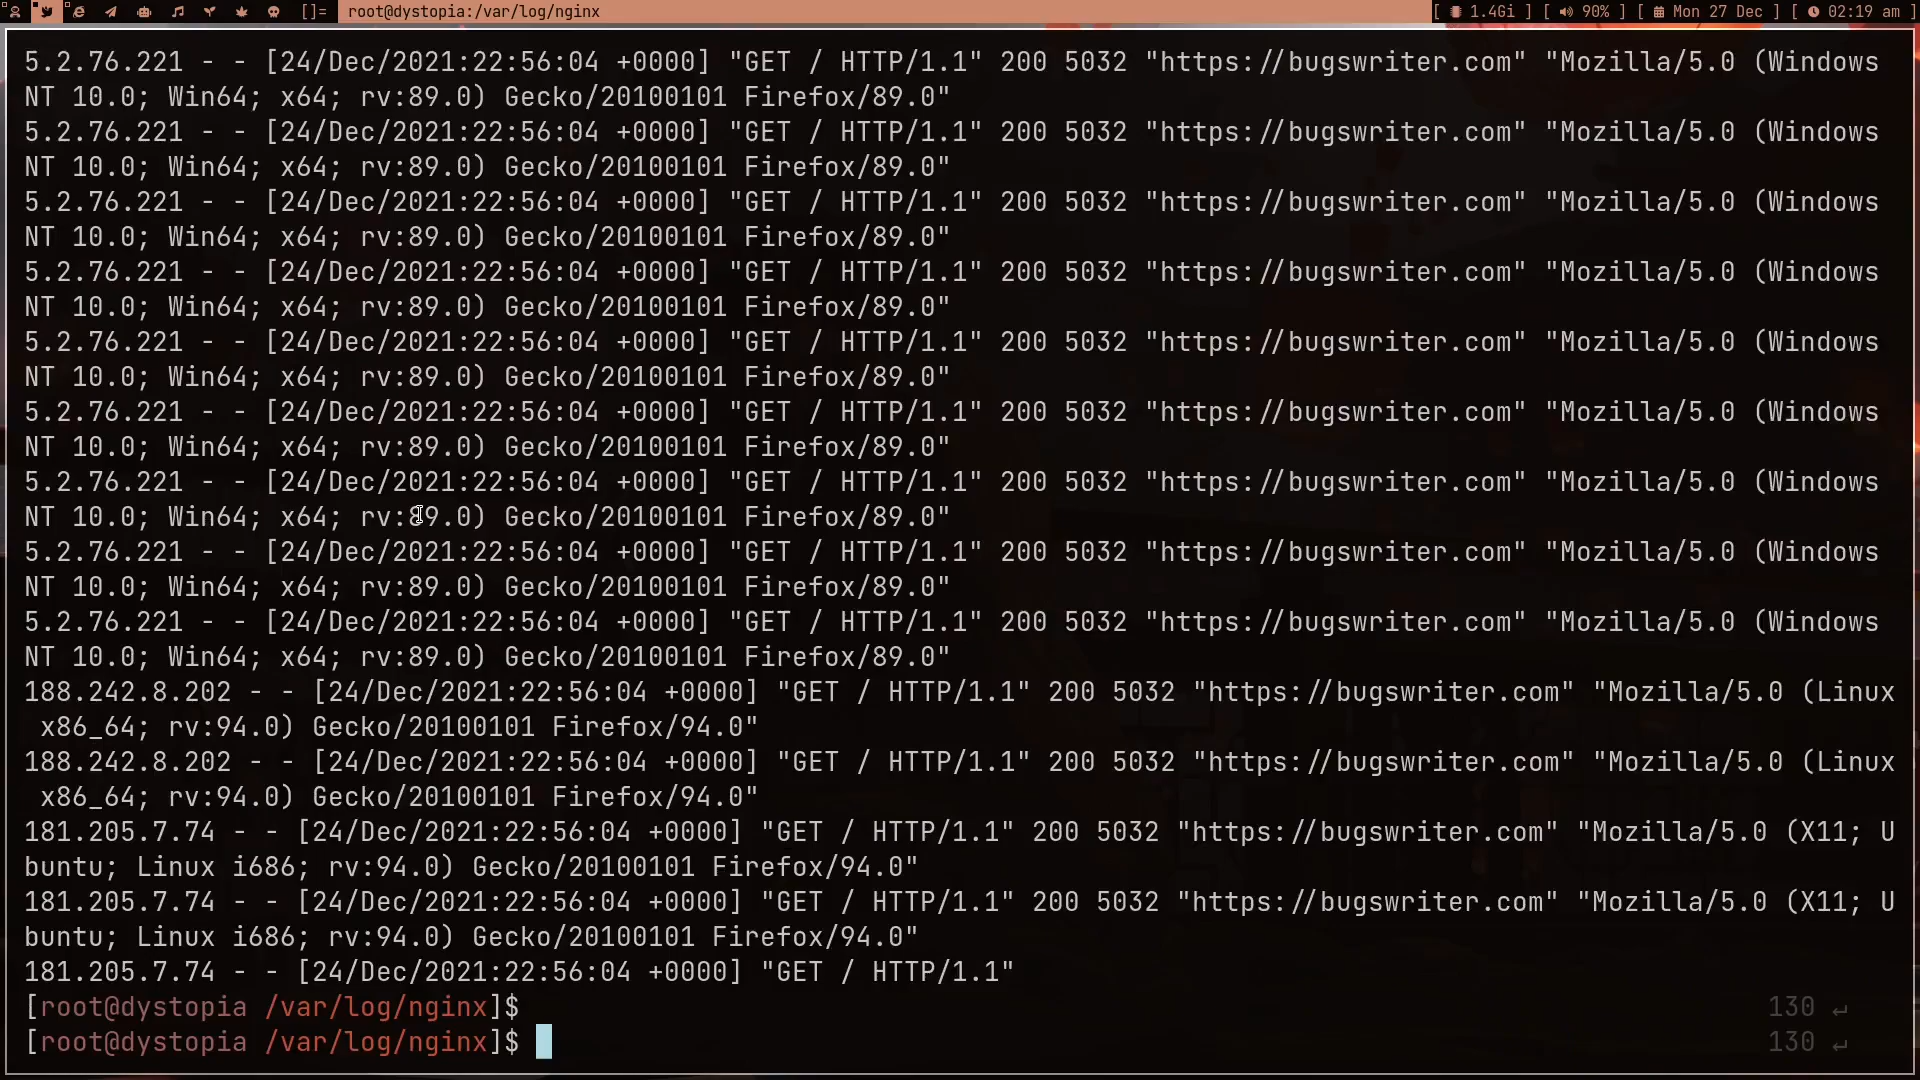 []= root@dystopia:/var/log/nginx [ 1.4Gi ] [ 90% ] [ Mon 27 Dec ] [ 02:19 am ]
5.2.76.221 - - [24/Dec/2021:22:56:04 +0000] "GET / HTTP/1.1" 200 5032 "https://bugswriter.com" "Mozilla/5.0 (Windows
NT 10.0; Win64; x64; rv:89.0) Gecko/20100101 Firefox/89.0"
5.2.76.221 - - [24/Dec/2021:22:56:04 +0000] "GET / HTTP/1.1" 200 5032 "https://bugswriter.com" "Mozilla/5.0 (Windows
NT 10.0; Win64; x64; rv:89.0) Gecko/20100101 Firefox/89.0"
5.2.76.221 - - [24/Dec/2021:22:56:04 +0000] "GET / HTTP/1.1" 200 5032 "https://bugswriter.com" "Mozilla/5.0 (Windows
NT 10.0; Win64; x64; rv:89.0) Gecko/20100101 Firefox/89.0"
5.2.76.221 - - [24/Dec/2021:22:56:04 +0000] "GET / HTTP/1.1" 200 5032 "https://bugswriter.com" "Mozilla/5.0 (Windows
NT 10.0; Win64; x64; rv:89.0) Gecko/20100101 Firefox/89.0"
5.2.76.221 - - [24/Dec/2021:22:56:04 +0000] "GET / HTTP/1.1" 200 5032 "https://bugswriter.com" "Mozilla/5.0 (Windows
NT 10.0; Win64; x64; rv:89.0) Gecko/20100101 Firefox/89.0"
5.2.76.221 - - [24/Dec/2021:22:56:04 +0000] "GET / HTTP/1.1" 200 5032 "https://bugswriter.com" "Mozilla/5.0 (Windows
NT 10.0; Win64; x64; rv:89.0) Gecko/20100101 Firefox/89.0"
5.2.76.221 - - [24/Dec/2021:22:56:04 +0000] "GET / HTTP/1.1" 200 5032 "https://bugswriter.com" "Mozilla/5.0 (Windows
NT 10.0; Win64; x64; rv:89.0) Gecko/20100101 Firefox/89.0"
5.2.76.221 - - [24/Dec/2021:22:56:04 +0000] "GET / HTTP/1.1" 200 5032 "https://bugswriter.com" "Mozilla/5.0 (Windows
NT 10.0; Win64; x64; rv:89.0) Gecko/20100101 Firefox/89.0"
5.2.76.221 - - [24/Dec/2021:22:56:04 +0000] "GET / HTTP/1.1" 200 5032 "https://bugswriter.com" "Mozilla/5.0 (Windows
NT 10.0; Win64; x64; rv:89.0) Gecko/20100101 Firefox/89.0"
188.242.8.202 - - [24/Dec/2021:22:56:04 +0000] "GET / HTTP/1.1" 200 5032 "https://bugswriter.com" "Mozilla/5.0 (Linux
x86_64; rv:94.0) Gecko/20100101 Firefox/94.0"
188.242.8.202 - - [24/Dec/2021:22:56:04 +0000] "GET / HTTP/1.1" 200 5032 "https://bugswriter.com" "Mozilla/5.0 (Linux
x86_64; rv:94.0) Gecko/20100101 Firefox/94.0"
181.205.7.74 - - [24/Dec/2021:22:56:04 +0000] "GET / HTTP/1.1" 200 5032 "https://bugswriter.com" "Mozilla/5.0 (X11; U
buntu; Linux i686; rv:94.0) Gecko/20100101 Firefox/94.0"
181.205.7.74 - - [24/Dec/2021:22:56:04 +0000] "GET / HTTP/1.1" 200 5032 "https://bugswriter.com" "Mozilla/5.0 (X11; U
buntu; Linux i686; rv:94.0) Gecko/20100101 Firefox/94.0"
181.205.7.74 - - [24/Dec/2021:22:56:04 +0000] "GET / HTTP/1.1"
[root@dystopia /var/log/nginx]$ 130 ↵
[root@dystopia /var/log/nginx]$ 130 ↵